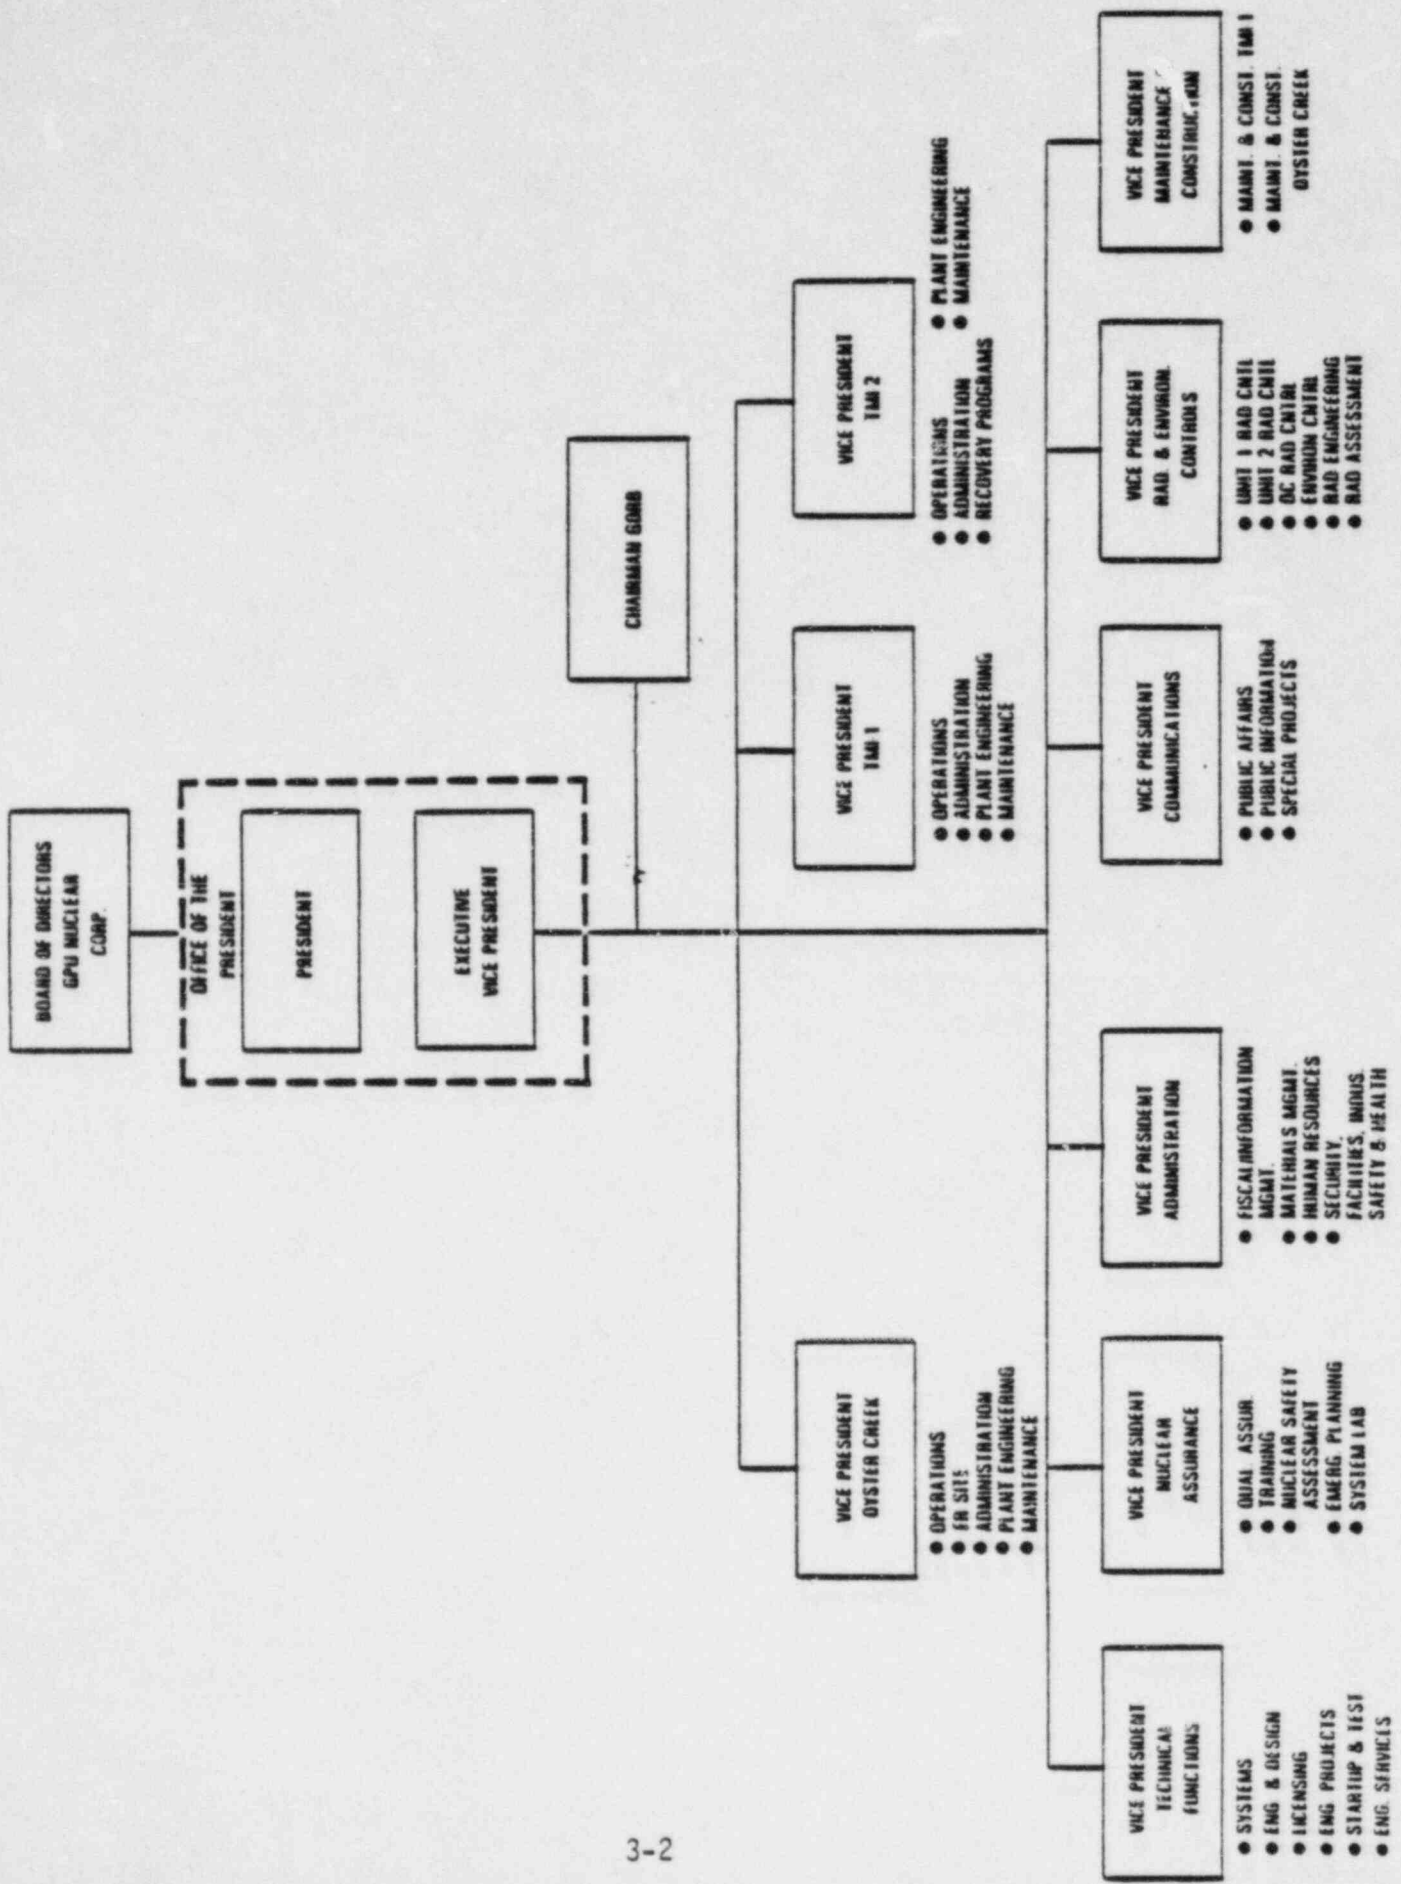 BOARD OF DIRECTORS
GPU NUCLEAR
CORP.
OFFICE OF THE
PRESIDENT
PRESIDENT
EXECUTIVE
VICE PRESIDENT
CHAIRMAN GORB
VICE PRESIDENT
OYSTER CREEK
● OPERATIONS
● FR SITE
● ADMINISTRATION
● PLANT ENGINEERING
● MAINTENANCE
VICE PRESIDENT
TMI 1
● OPERATIONS
● ADMINISTRATION
● PLANT ENGINEERING
● MAINTENANCE
VICE PRESIDENT
TMI 2
● OPERATIONS
● ADMINISTRATION
● RECOVERY PROGRAMS
● PLANT ENGINEERING
● MAINTENANCE
VICE PRESIDENT
TECHNICAL
FUNCTIONS
● SYSTEMS
● ENG & DESIGN
● LICENSING
● ENG. PROJECTS
● STARTUP & TEST
● ENG. SERVICES
VICE PRESIDENT
NUCLEAR
ASSURANCE
● QUAL. ASSUR.
● TRAINING
● NUCLEAR SAFETY
ASSESSMENT
● EMERG. PLANNING
● SYSTEM LAB
VICE PRESIDENT
ADMINISTRATION
● FISCAL/INFORMATION
MGMT.
● MATERIALS MGMT.
● HUMAN RESOURCES
● SECURITY,
FACILITIES, INDUS.
SAFETY & HEALTH
VICE PRESIDENT
COMMUNICATIONS
● PUBLIC AFFAIRS
● PUBLIC INFORMATION
● SPECIAL PROJECTS
VICE PRESIDENT
RAD. & ENVIRON.
CONTROLS
● UNIT 1 RAD CNTL
● UNIT 2 RAD CNTL
● OC RAD CNTRL
● ENVIRON CNTRL
● RAD ENGINEERING
● RAD ASSESSMENT
VICE PRESIDENT
MAINTENANCE
CONSTRUCTION
● MAINT. & CONST. TMI 1
● MAINT. & CONST.
OYSTER CREEK
3-2